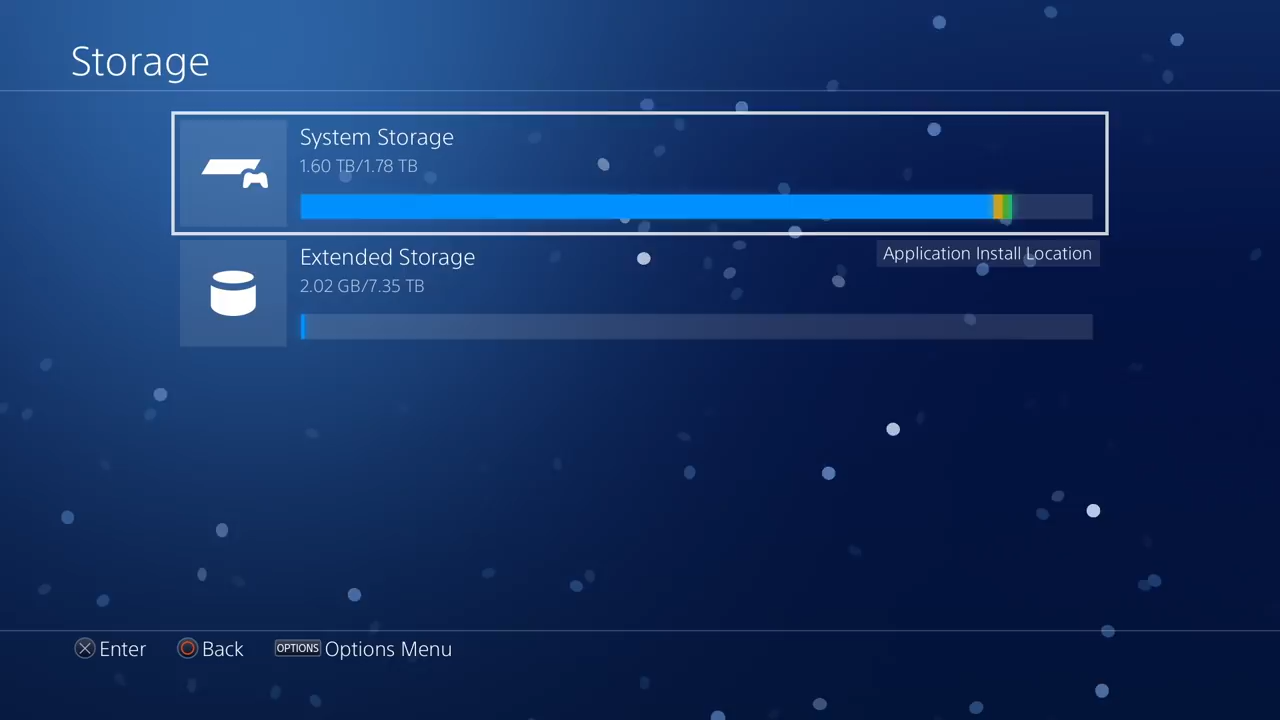 Storage
System Storage
1.60 TB/1.78 TB
Extended Storage
Application Install Location
2.02 GB/7.35 TB
Enter Back OPTIONS Options Menu